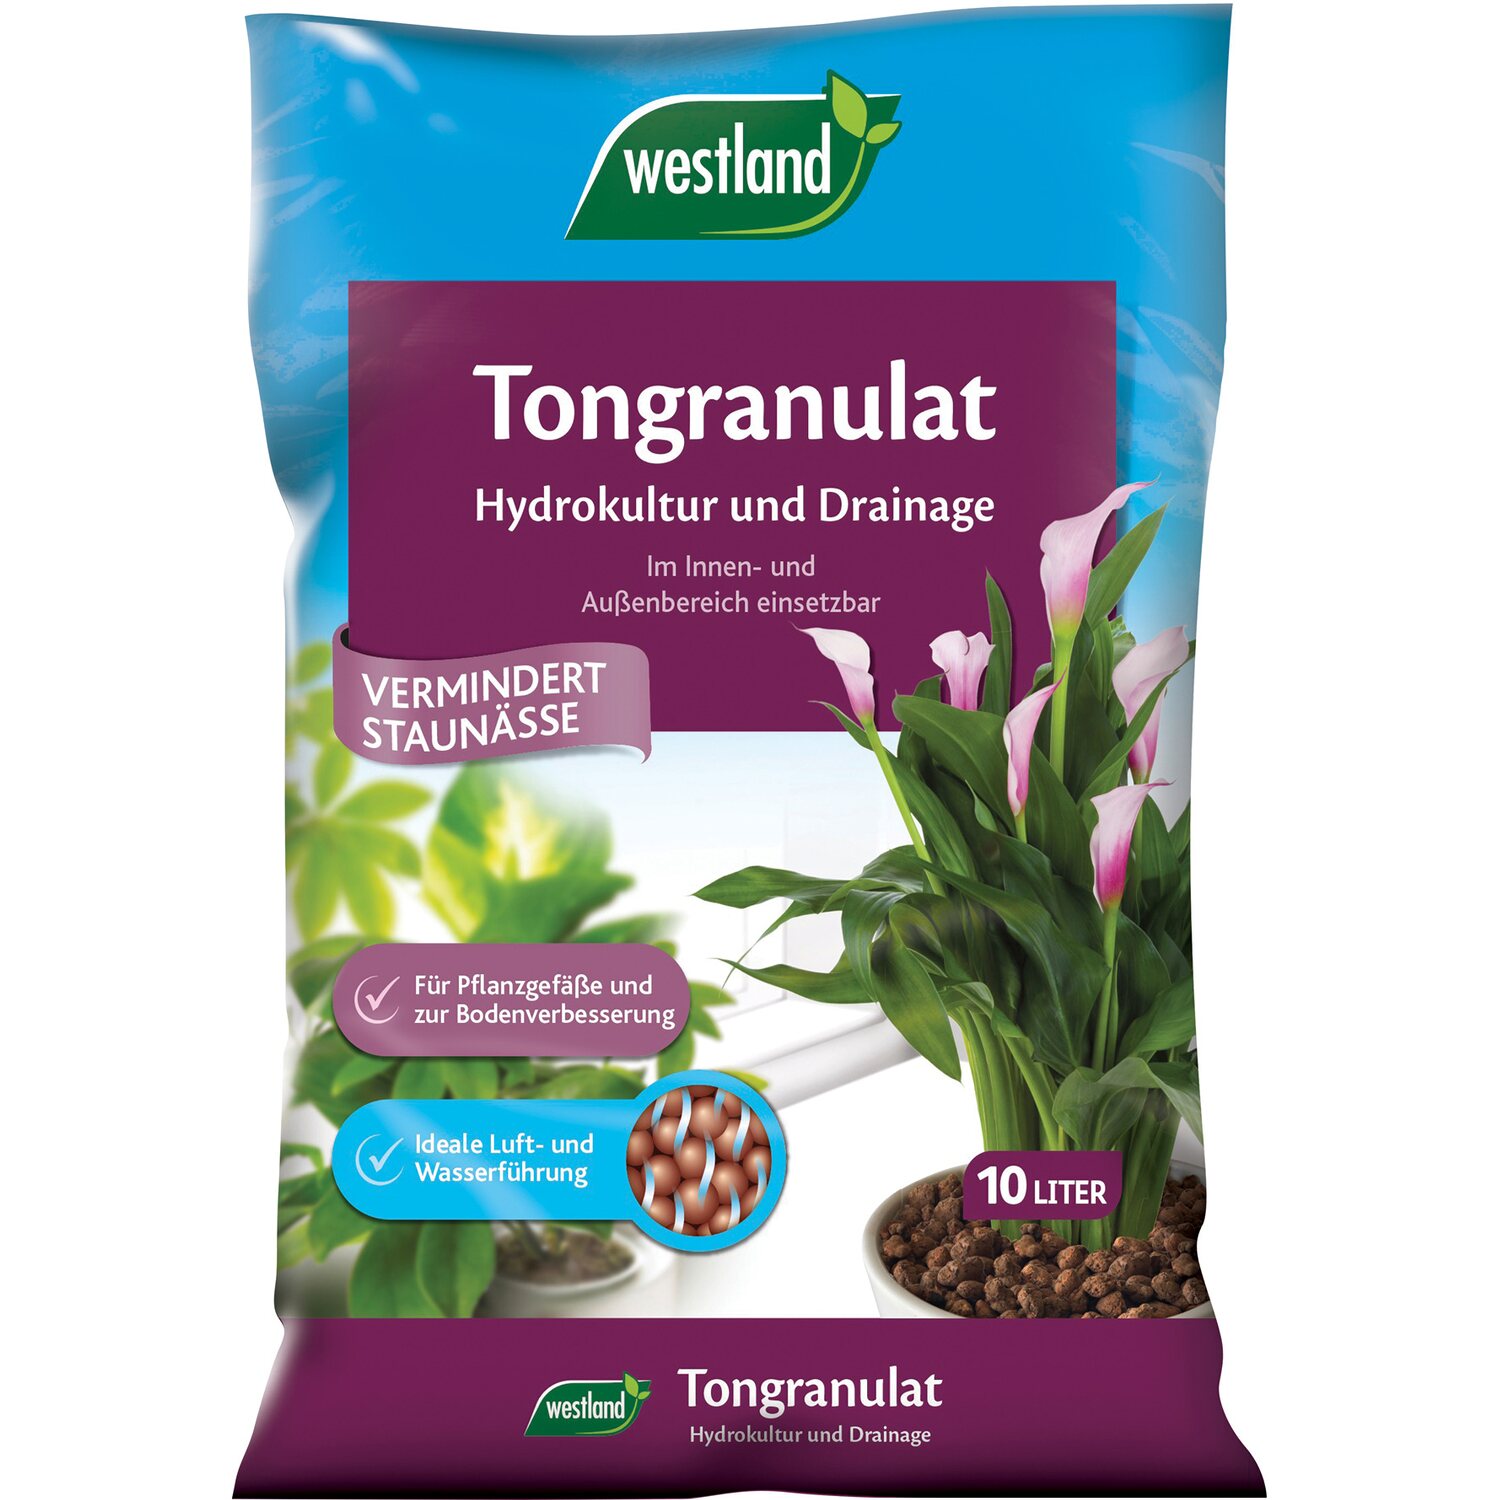 westland
Tongranulat
Hydrokultur und Drainage
Im Innen- und
Außenbereich einsetzbar
VERMINDERT
STAUNÄSSE
Für Pflanzgefäße und
zur Bodenverbesserung
Ideale Luft- und
Wasserführung
10 LITER
westland
Tongranulat
Hydrokultur und Drainage